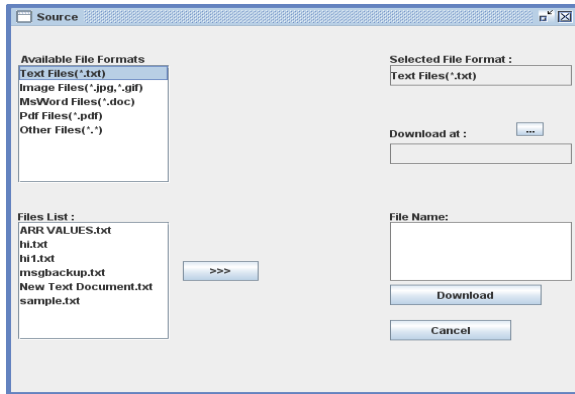 Source
Available File Formats
Text Files(*.txt)
Image Files(*.jpg,*.gif)
MsWord Files(*.doc)
Pdf Files(*.pdf)
Other Files(*.*)
Selected File Format :
Text Files(*.txt)
Download at :
...
Files List :
ARR VALUES.txt
hi.txt
hi1.txt
msgbackup.txt
New Text Document.txt
sample.txt
>>>
File Name:
Download
Cancel